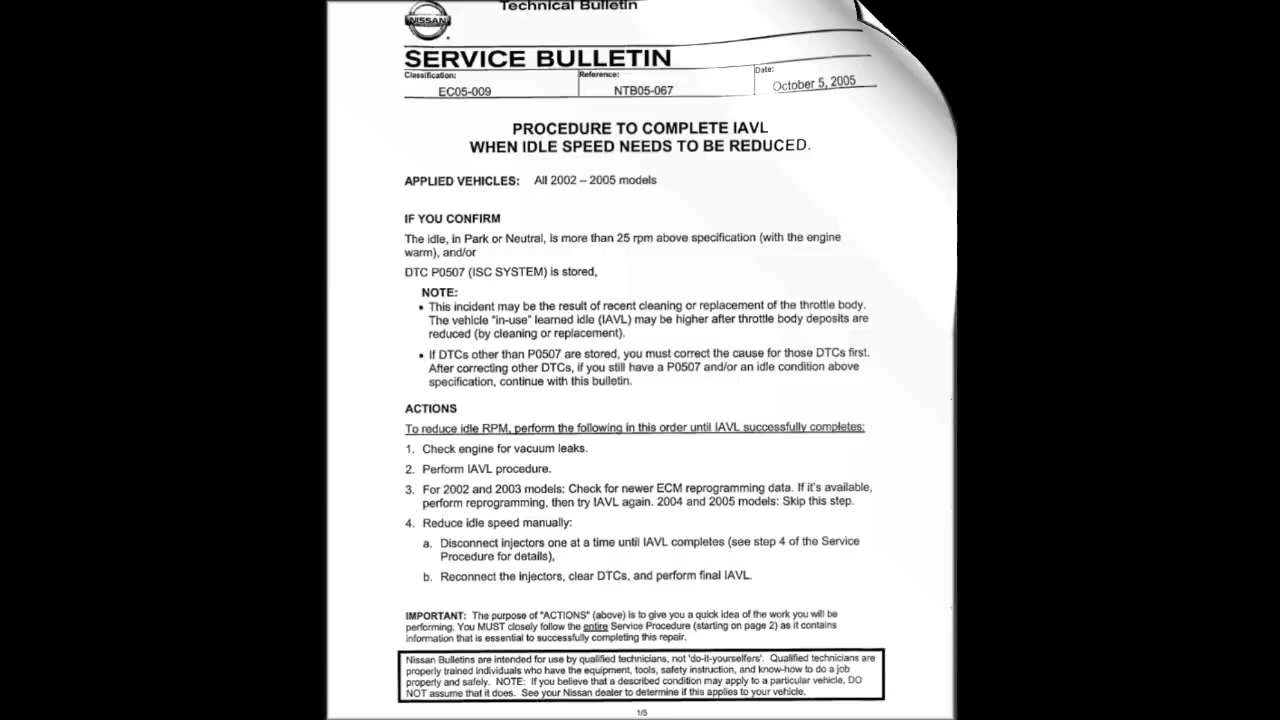 Technical Bulletin
NISSAN
SERVICE BULLETIN
Classification: Reference: Date:
EC05-009 NTB05-067 October 5, 2005
PROCEDURE TO COMPLETE IAVL
WHEN IDLE SPEED NEEDS TO BE REDUCED.
APPLIED VEHICLES: All 2002 – 2005 models
IF YOU CONFIRM
The idle, in Park or Neutral, is more than 25 rpm above specification (with the engine
warm), and/or
DTC P0507 (ISC SYSTEM) is stored,
NOTE:
• This incident may be the result of recent cleaning or replacement of the throttle body.
The vehicle "in-use" learned idle (IAVL) may be higher after throttle body deposits are
reduced (by cleaning or replacement).
• If DTCs other than P0507 are stored, you must correct the cause for those DTCs first.
After correcting other DTCs, if you still have a P0507 and/or an idle condition above
specification, continue with this bulletin.
ACTIONS
To reduce idle RPM, perform the following in this order until IAVL successfully completes:
1. Check engine for vacuum leaks.
2. Perform IAVL procedure.
3. For 2002 and 2003 models: Check for newer ECM reprogramming data. If it's available,
perform reprogramming, then try IAVL again. 2004 and 2005 models: Skip this step.
4. Reduce idle speed manually:
a. Disconnect injectors one at a time until IAVL completes (see step 4 of the Service
Procedure for details),
b. Reconnect the injectors, clear DTCs, and perform final IAVL.
IMPORTANT: The purpose of "ACTIONS" (above) is to give you a quick idea of the work you will be
performing. You MUST closely follow the entire Service Procedure (starting on page 2) as it contains
information that is essential to successfully completing this repair.
Nissan Bulletins are intended for use by qualified technicians, not 'do-it-yourselfers'. Qualified technicians are
properly trained individuals who have the equipment, tools, safety instruction, and know-how to do a job
properly and safely. NOTE: If you believe that a described condition may apply to a particular vehicle, DO
NOT assume that it does. See your Nissan dealer to determine if this applies to your vehicle.
1/5